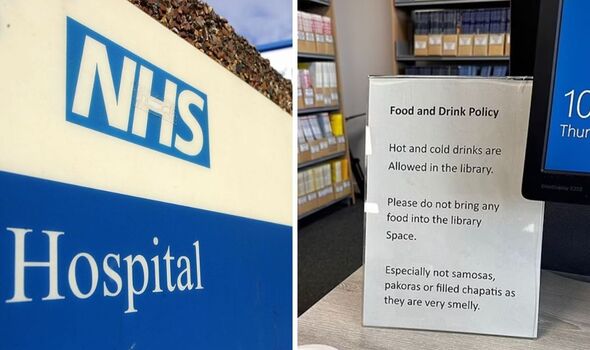 NHS
Hospital
Food and Drink Policy
Hot and cold drinks are
Allowed in the library.
Please do not bring any
food into the library
Space.
Especially not samosas,
pakoras or filled chapatis as
they are very smelly.
10
Thur